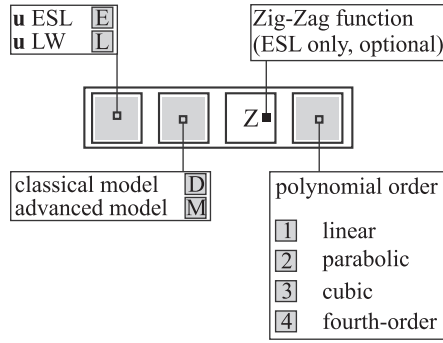 u ESL E
u LW L
Zig-Zag function
(ESL only, optional)
Z
classical model D
advanced model M
polynomial order
1 linear
2 parabolic
3 cubic
4 fourth-order